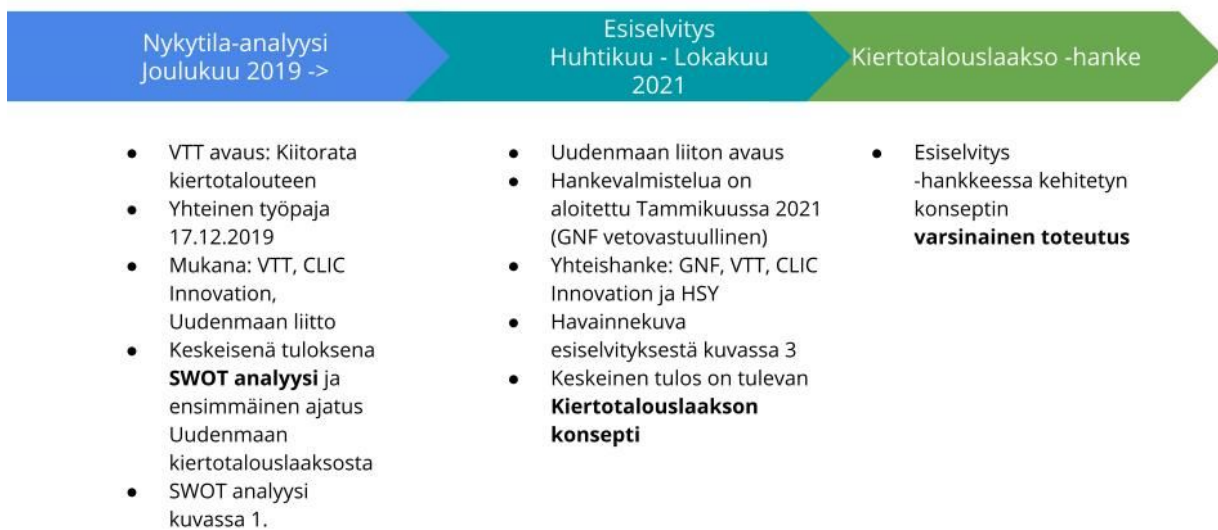 Nykytila-analyysi
Joulukuu 2019 ->
Esiselvitys
Huhtikuu - Lokakuu
2021
Kiertotalouslaakso -hanke
● VTT avaus: Kiitorata
kiertotalouteen
● Yhteinen työpaja
17.12.2019
● Mukana: VTT, CLIC
Innovation,
Uudenmaan liitto
● Keskeisenä tuloksena
SWOT analyysi ja
ensimmäinen ajatus
Uudenmaan
kiertotalouslaaksosta
● SWOT analyysi
kuvassa 1.
● Uudenmaan liiton avaus
● Hankevalmistelua on
aloitettu Tammikuussa 2021
(GNF vetovastuullinen)
● Yhteishanke: GNF, VTT, CLIC
Innovation ja HSY
● Havainnekuva
esiselvityksestä kuvassa 3
● Keskeinen tulos on tulevan
Kiertotalouslaakson
konsepti
● Esiselvitys
-hankkeessa kehitetyn
konseptin
varsinainen toteutus